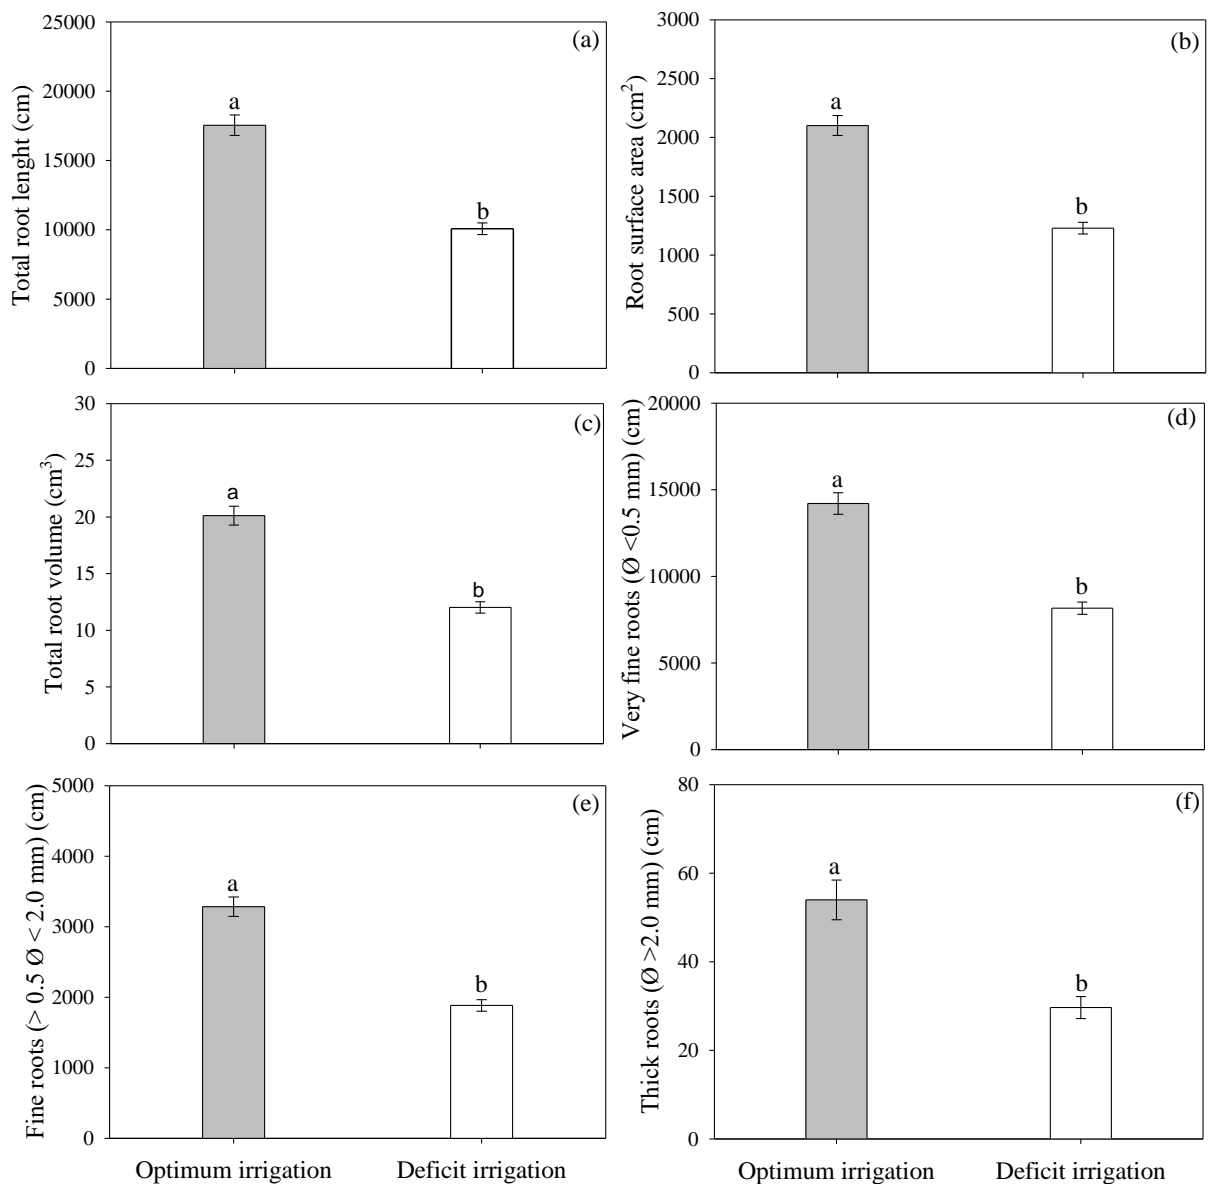 (a)
Total root lenght (cm)
25000
20000
15000
10000
5000
0
a
b
(b)
Root surface area (cm²)
3000
2500
2000
1500
1000
500
0
a
b
(c)
Total root volume (cm³)
30
25
20
15
10
5
0
a
b
(d)
Very fine roots (Ø <0.5 mm) (cm)
20000
15000
10000
5000
0
a
b
(e)
Fine roots (> 0.5 Ø < 2.0 mm) (cm)
5000
4000
3000
2000
1000
0
a
b
Optimum irrigation
Deficit irrigation
(f)
Thick roots (Ø >2.0 mm) (cm)
80
60
40
20
0
a
b
Optimum irrigation
Deficit irrigation